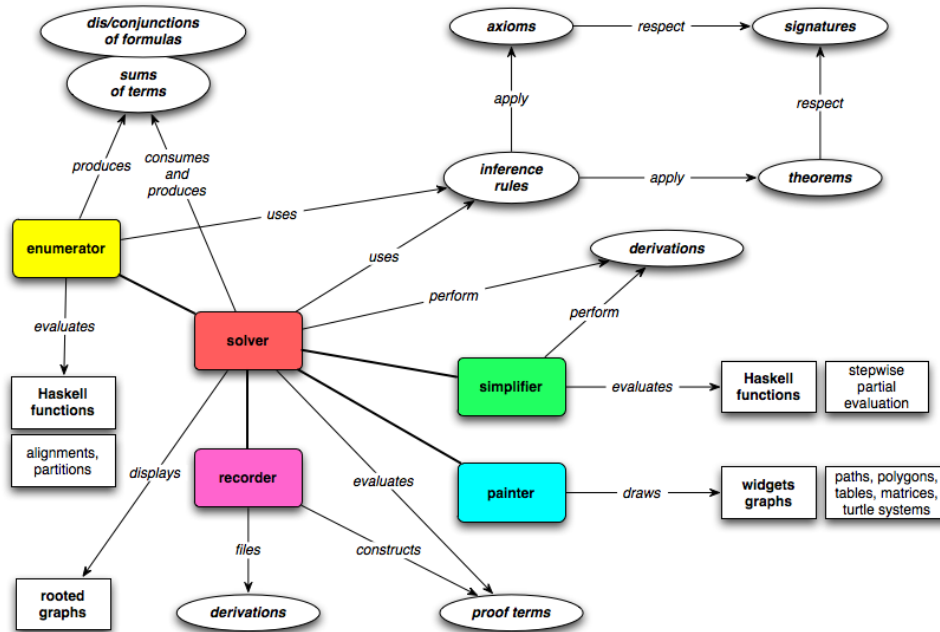 dis/conjunctions
of formulas
sums
of terms
axioms
respect
signatures
produces
consumes
and
produces
apply
respect
inference
rules
apply
theorems
uses
enumerator
uses
derivations
perform
perform
evaluates
solver
simplifier
evaluates
Haskell
functions
stepwise
partial
evaluation
Haskell
functions
alignments,
partitions
displays
recorder
evaluates
painter
draws
widgets
graphs
paths, polygons,
tables, matrices,
turtle systems
files
constructs
rooted
graphs
derivations
proof terms